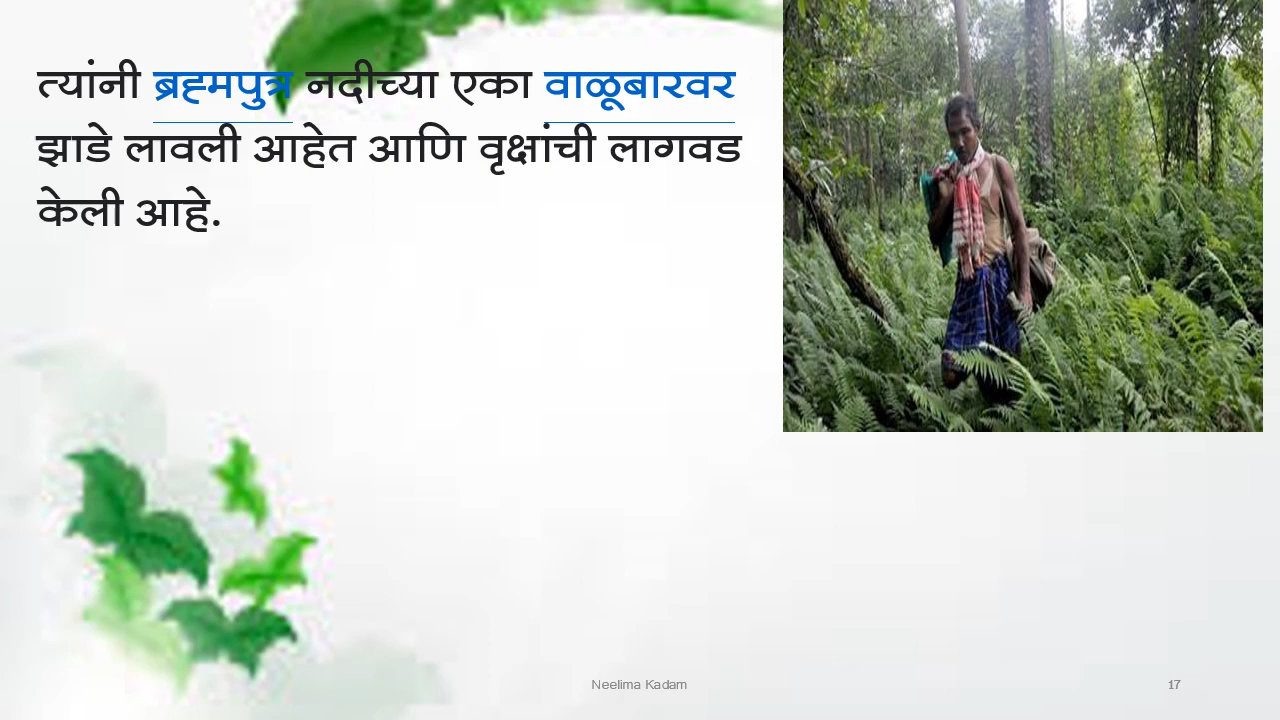 त्यांनी ब्रह्मपुत्र नदीच्या एका वाळूबारवर
झाडे लावली आहेत आणि वृक्षांची लागवड
केली आहे.
Neelima Kadam
17